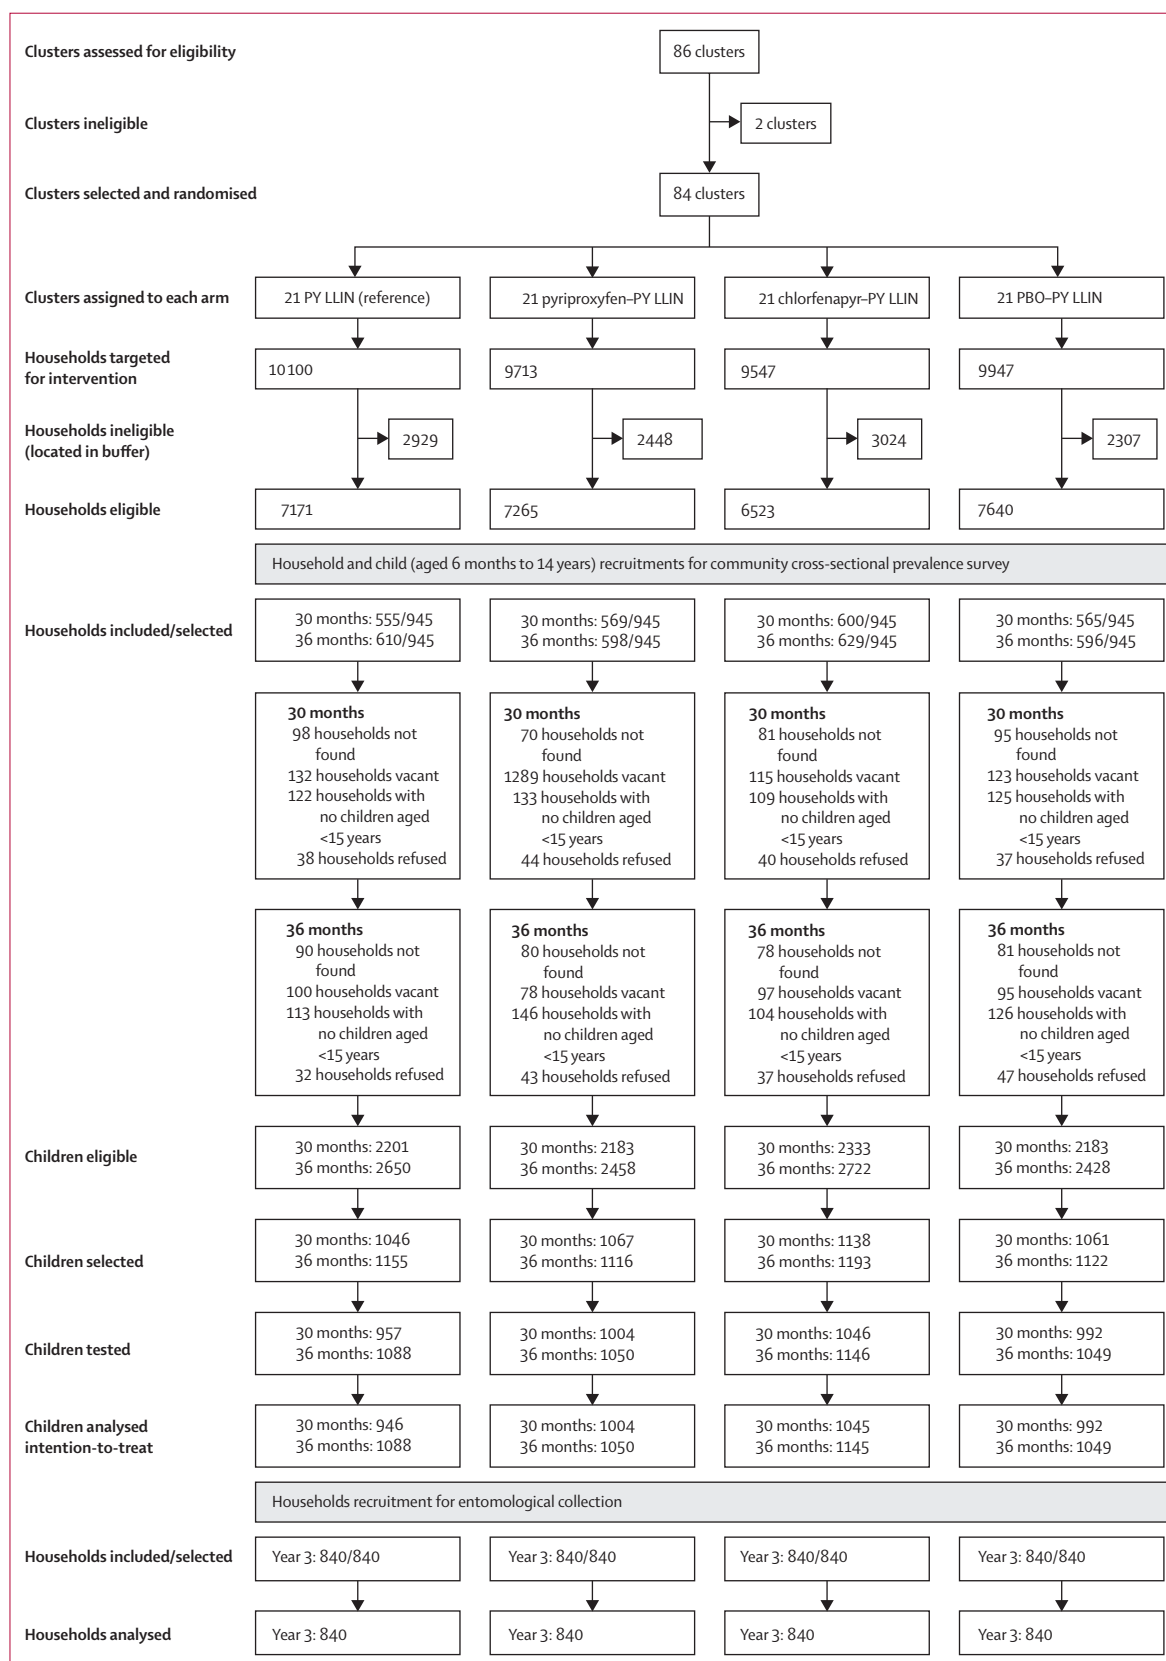 Clusters assessed for eligibility
86 clusters
Clusters ineligible
2 clusters
Clusters selected and randomised
84 clusters
Clusters assigned to each arm
21 PY LLIN (reference)
21 pyriproxyfen–PY LLIN
21 chlorfenapyr–PY LLIN
21 PBO–PY LLIN
Households targeted
for intervention
10 100
9713
9547
9947
Households ineligible
(located in buffer)
2929
2448
3024
2307
Households eligible
7171
7265
6523
7640
Household and child (aged 6 months to 14 years) recruitments for community cross-sectional prevalence survey
Households included/selected
30 months: 555/945
36 months: 610/945
30 months: 569/945
36 months: 598/945
30 months: 600/945
36 months: 629/945
30 months: 565/945
36 months: 596/945
30 months
98 households not
found
132 households vacant
122 households with
no children aged
<15 years
38 households refused
30 months
70 households not
found
1289 households vacant
133 households with
no children aged
<15 years
44 households refused
30 months
81 households not
found
115 households vacant
109 households with
no children aged
<15 years
40 households refused
30 months
95 households not
found
123 households vacant
125 households with
no children aged
<15 years
37 households refused
36 months
90 households not
found
100 households vacant
113 households with
no children aged
<15 years
32 households refused
36 months
80 households not
found
78 households vacant
146 households with
no children aged
<15 years
43 households refused
36 months
78 households not
found
97 households vacant
104 households with
no children aged
<15 years
37 households refused
36 months
81 households not
found
95 households vacant
126 households with
no children aged
<15 years
47 households refused
Children eligible
30 months: 2201
36 months: 2650
30 months: 2183
36 months: 2458
30 months: 2333
36 months: 2722
30 months: 2183
36 months: 2428
Children selected
30 months: 1046
36 months: 1155
30 months: 1067
36 months: 1116
30 months: 1138
36 months: 1193
30 months: 1061
36 months: 1122
Children tested
30 months: 957
36 months: 1088
30 months: 1004
36 months: 1050
30 months: 1046
36 months: 1146
30 months: 992
36 months: 1049
Children analysed
intention-to-treat
30 months: 946
36 months: 1088
30 months: 1004
36 months: 1050
30 months: 1045
36 months: 1145
30 months: 992
36 months: 1049
Households recruitment for entomological collection
Households included/selected
Year 3: 840/840
Year 3: 840/840
Year 3: 840/840
Year 3: 840/840
Households analysed
Year 3: 840
Year 3: 840
Year 3: 840
Year 3: 840